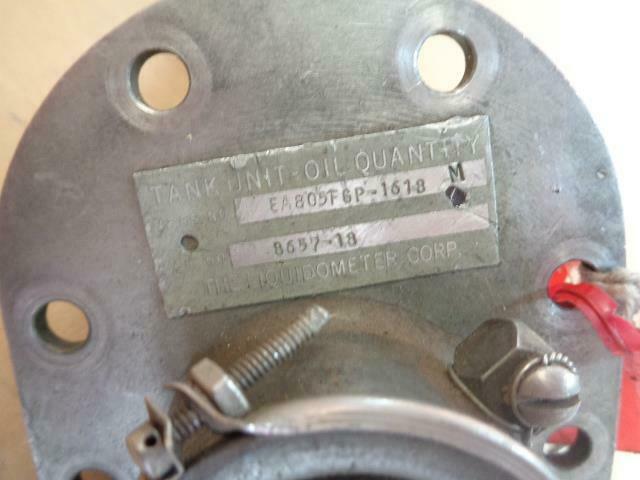 TANK UNIT-OIL QUANTITY
EA805FGP-1618 M
8657-18
THE LIQUIDOMETER CORP.